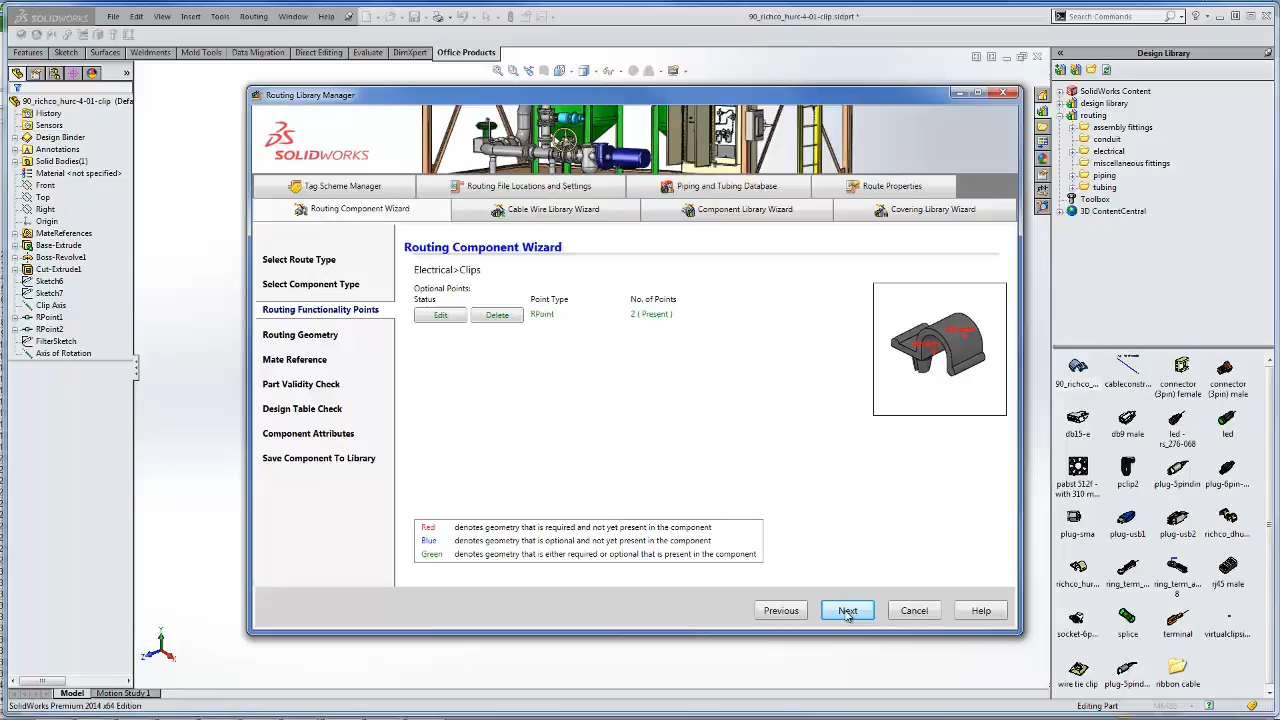 SOLIDWORKS File Edit View Insert Tools Routing Window Help 90_richco_hurc-4-01-clip.sldprt * Search Commands
Features Sketch Surfaces Weldments Mold Tools Data Migration Direct Editing Evaluate DimXpert Office Products
Design Library
90_richco_hurc-4-01-clip (Defa
History
Sensors
Design Binder
Annotations
Solid Bodies(1)
Material <not specified>
Front
Top
Right
Origin
MateReferences
Base-Extrude
Boss-Revolve1
Cut-Extrude1
Sketch6
Sketch7
Clip Axis
RPoint1
RPoint2
FilterSketch
Axis of Rotation
Routing Library Manager
SOLIDWORKS
Tag Scheme Manager Routing File Locations and Settings Piping and Tubing Database Route Properties
Routing Component Wizard Cable Wire Library Wizard Component Library Wizard Covering Library Wizard
Select Route Type
Select Component Type
Routing Functionality Points
Routing Geometry
Mate Reference
Part Validity Check
Design Table Check
Component Attributes
Save Component To Library
Routing Component Wizard
Electrical>Clips
Optional Points:
Status Point Type No. of Points
Edit Delete RPoint 2 ( Present )
Red denotes geometry that is required and not yet present in the component
Blue denotes geometry that is optional and not yet present in the component
Green denotes geometry that is either required or optional that is present in the component
Previous Next Cancel Help
SolidWorks Content
design library
routing
assembly fittings
conduit
electrical
miscellaneous fittings
piping
tubing
Toolbox
3D ContentCentral
90_richco_... cableconstr... connector (3pin) female connector (3pin) male
db15-e db9 male led - rs_276-068 led
pabst 512f - with 310 m... pclip2 plug-5pindin plug-6pin-...
plug-sma plug-usb1 plug-usb2 richco_dhu...
richco_hur... ring_term_... ring_term_a... 8 rj45 male
socket-6p... splice terminal virtualclips...
wire tie clip plug-5pind... ribbon cable
Z Y X
Model Motion Study 1
SolidWorks Premium 2014 x64 Edition Editing Part MMGS